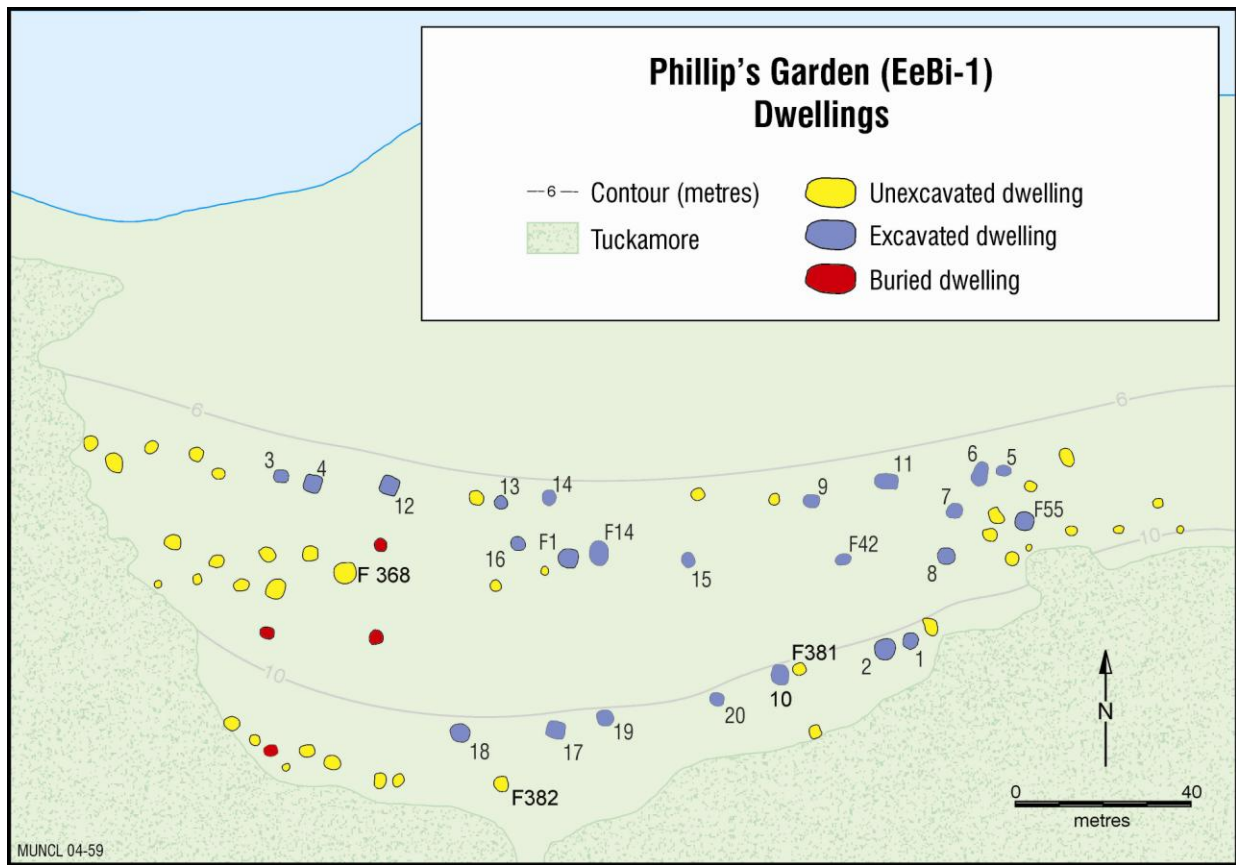 Phillip's Garden (EeBi-1)
Dwellings
—6— Contour (metres)
Tuckamore
Unexcavated dwelling
Excavated dwelling
Buried dwelling
6
6
3
4
12
13
14
9
11
6
5
7
F55
10
16
F1
F14
15
F42
8
F 368
10
F381
2
1
10
20
19
17
18
F382
N
0
40
metres
MUNCL 04-59